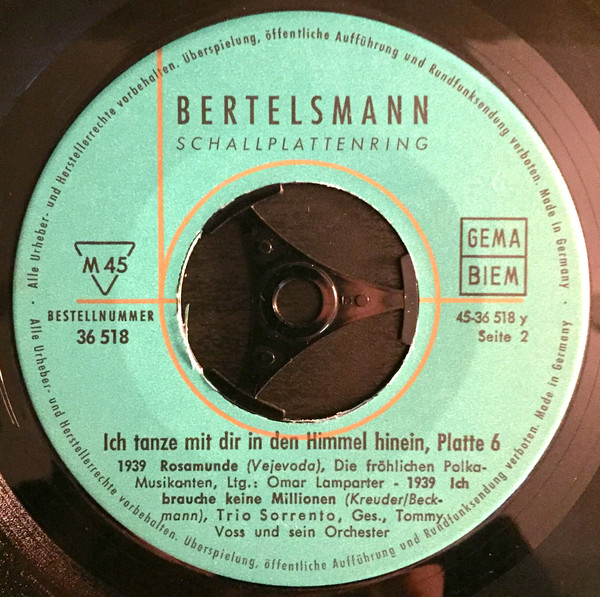 Alle Urheber- und Herstellerrechte vorbehalten. Überspielung, öffentliche Aufführung und Rundfunksendung verboten. Made in Germany
BERTELSMANN
SCHALLPLATTENRING
M 45
GEMA
BIEM
BESTELLNUMMER
36 518
45-36 518 y
Seite 2
Ich tanze mit dir in den Himmel hinein, Platte 6
1939 Rosamunde (Vejevoda), Die fröhlichen Polka-
Musikanten, Ltg.: Omar Lamparter - 1939 Ich
brauche keine Millionen (Kreuder/Beck-
mann), Trio Sorrento, Ges., Tommy
Voss und sein Orchester
Alle Urheber- und Herstellerrechte vorbehalten. Überspielung, öffentliche Aufführung und Rundfunksendung verboten. Made in Germany